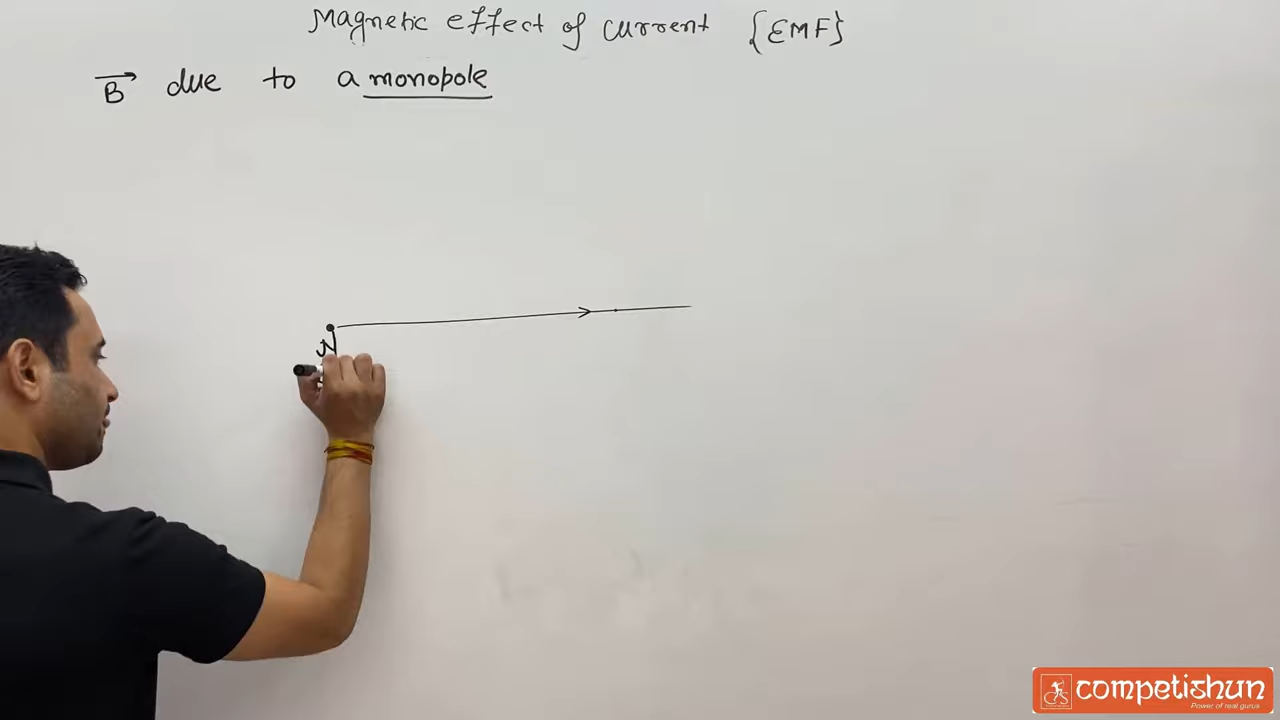 Magnetic effect of current {EMF}
B due to a monopole
N
competishun
Power of real gurus